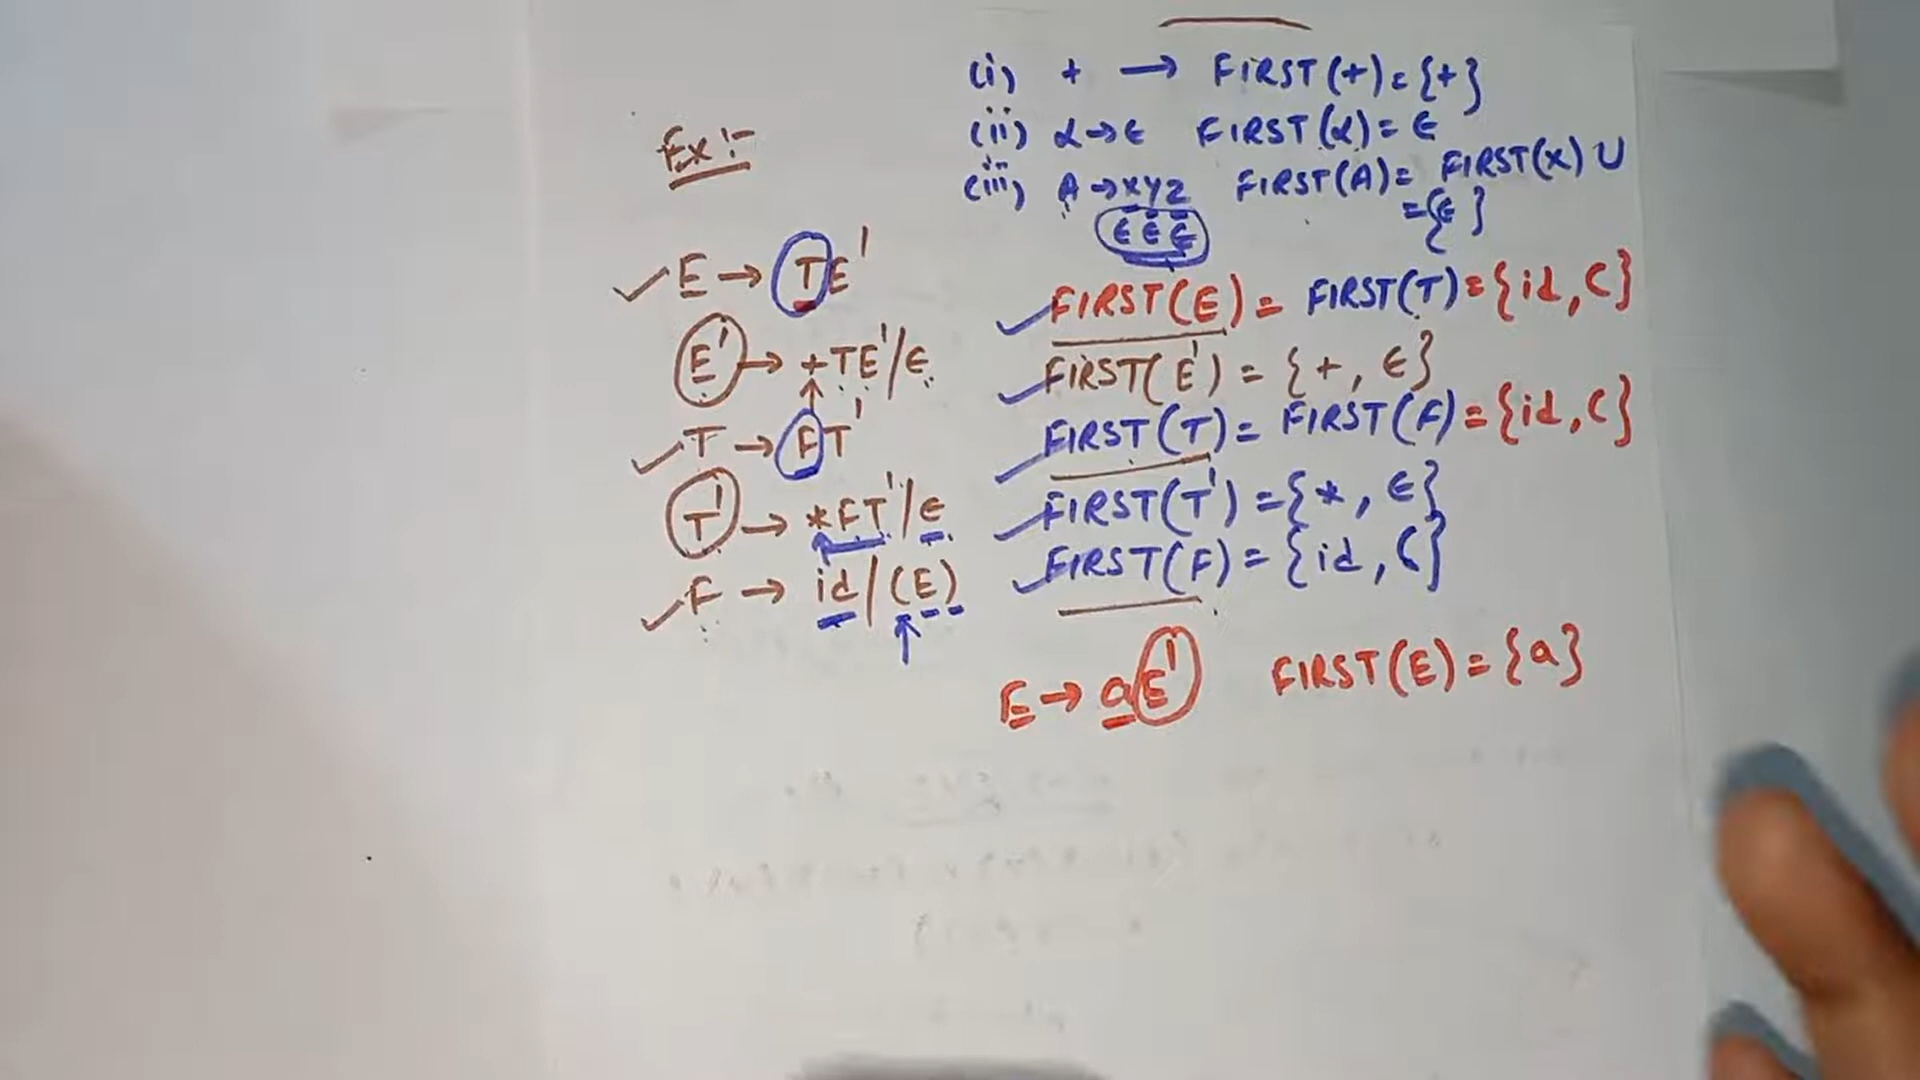 (i) + → FIRST(+) = {+}
(ii) α → ϵ FIRST(α) = ϵ
(iii) A → XYZ FIRST(A) = FIRST(X) ∪
ϵ ϵ ϵ = {ϵ}
Ex :-
E → TE'
E' → +TE'/ϵ
T → FT'
T' → *FT'/ϵ
F → id/(E)
FIRST(E) = FIRST(T) = {id, (}
FIRST(E') = {+, ϵ}
FIRST(T) = FIRST(F) = {id, (}
FIRST(T') = {*, ϵ}
FIRST(F) = {id, (}
E → aE' FIRST(E) = {a}